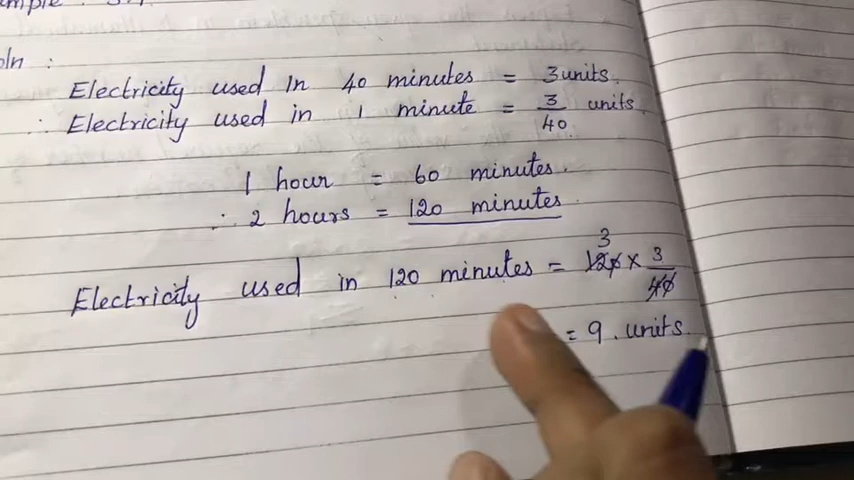 oln :
Electricity used in 40 minutes = 3 units.
∴ Electricity used in 1 minute = 3/40 units.
1 hour = 60 minutes.
∴ 2 hours = 120 minutes.
Electricity used in 120 minutes = 120 × 3/40
3
= 9 . units.